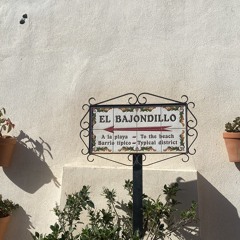 EL BAJONDILLO
A la playa - To the beach
Barrio típico - Typical district